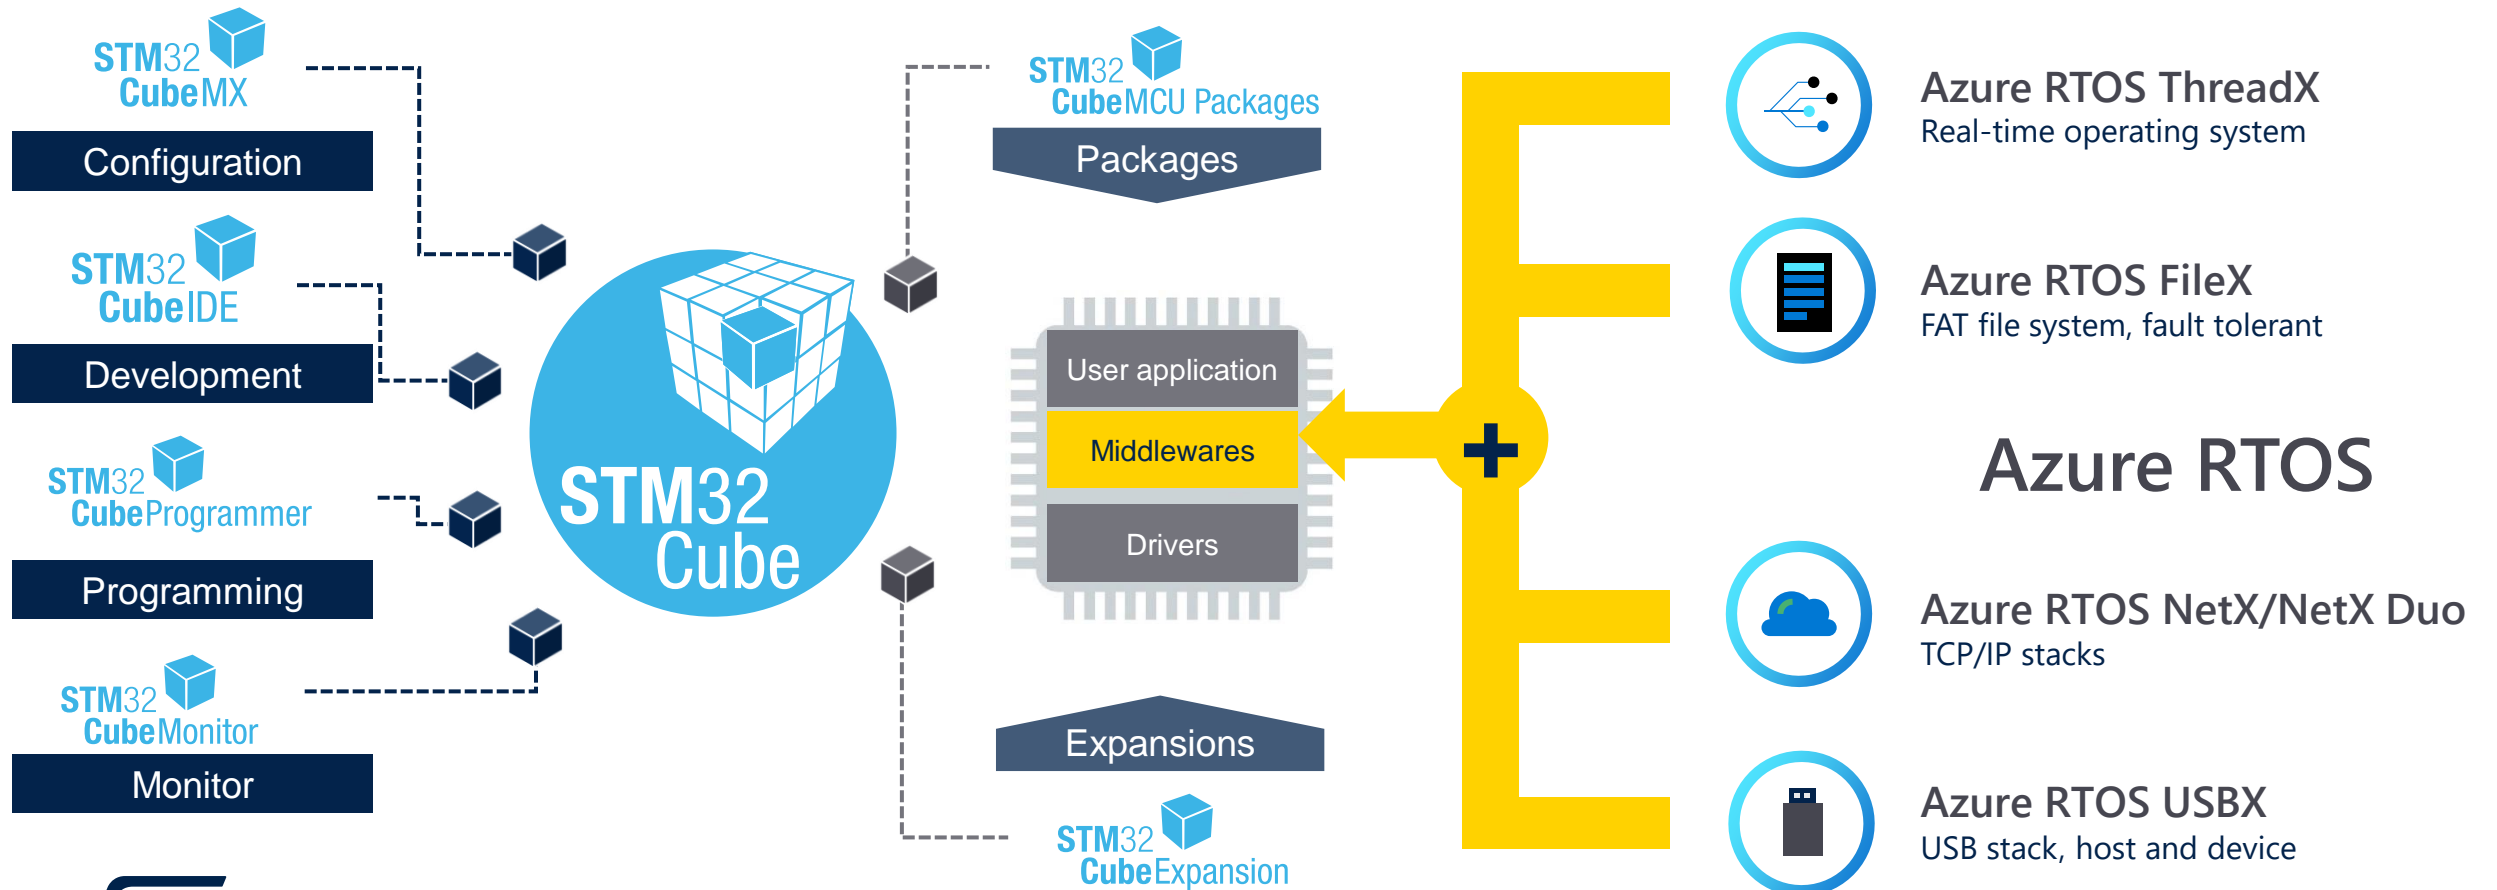 STM32
CubeMX
Configuration
STM32
CubeIDE
Development
STM32
CubeProgrammer
Programming
STM32
CubeMonitor
Monitor
STM32
Cube
STM32
CubeMCU Packages
Packages
User application
Middlewares
Drivers
Expansions
STM32
CubeExpansion
+
Azure RTOS ThreadX
Real-time operating system
Azure RTOS FileX
FAT file system, fault tolerant
Azure RTOS
Azure RTOS NetX/NetX Duo
TCP/IP stacks
Azure RTOS USBX
USB stack, host and device